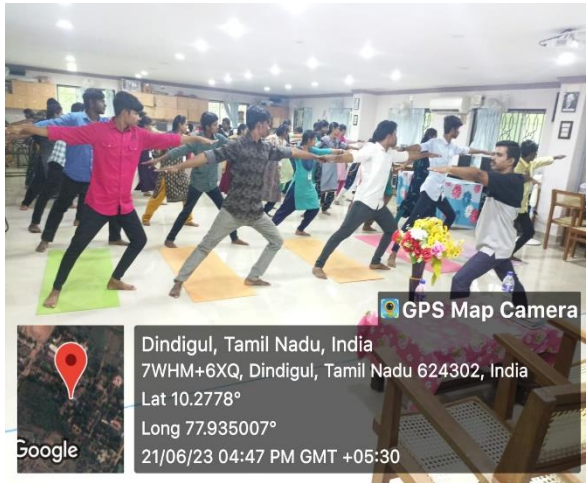 GPS Map Camera
Dindigul, Tamil Nadu, India
7WHM+6XQ, Dindigul, Tamil Nadu 624302, India
Lat 10.2778°
Long 77.935007°
21/06/23 04:47 PM GMT +05:30
Google